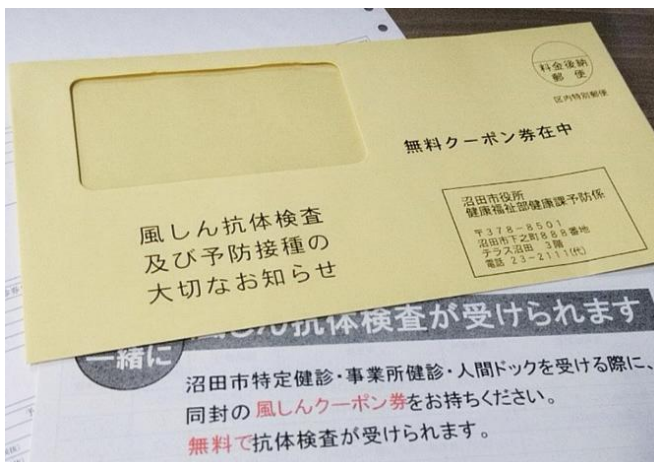 料金後納
郵便
区内特別郵便
無料クーポン券在中
風しん抗体検査
及び予防接種の
大切なお知らせ
沼田市役所
健康福祉部健康課予防係
〒378-8501
沼田市下之町888番地
テラス沼田 3階
電話 23-2111(代)
一緒に
風しん抗体検査が受けられます
沼田市特定健診・事業所健診・人間ドックを受ける際に、
同封の風しんクーポン券をお持ちください。
無料で抗体検査が受けられます。